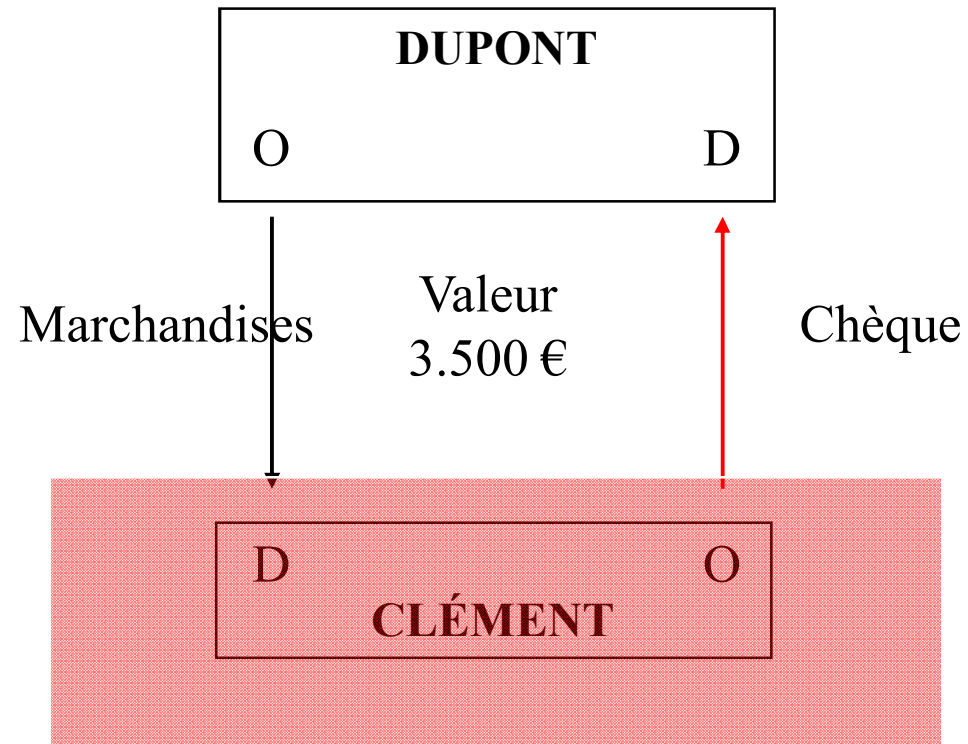 DUPONT
O D
Valeur
Marchandises Chèque
3.500 €
D O
CLÉMENT